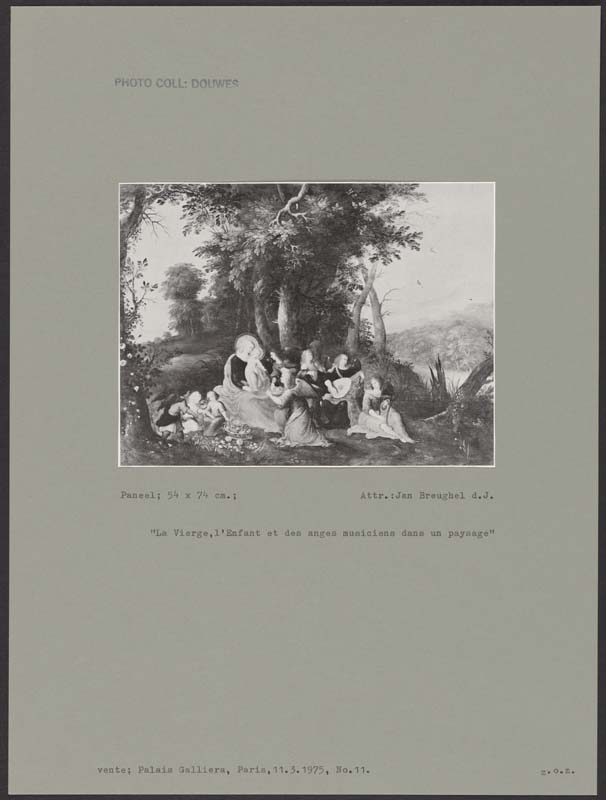 PHOTO COLL: DOUWES
Paneel; 54 x 74 cm.; Attr.:Jan Breughel d.J.
"La Vierge,l'Enfant et des anges musiciens dans un paysage"
vente; Palais Galliera, Paris,11.3.1975, No.11. z.o.z.